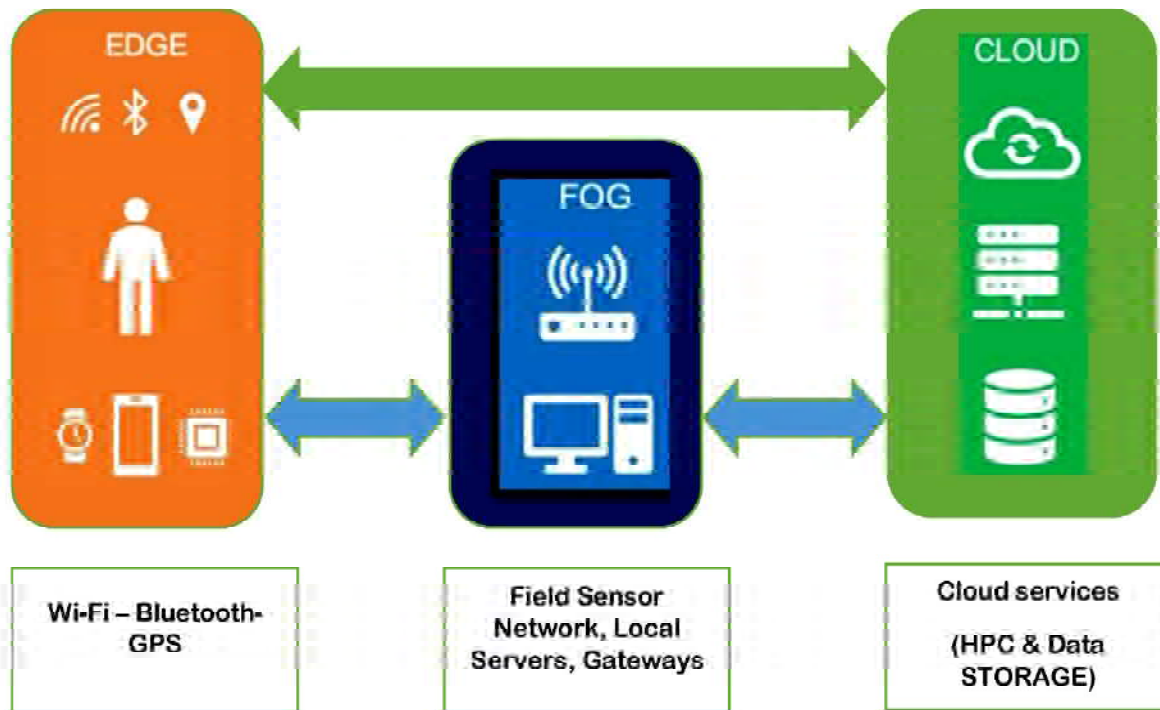 EDGE
FOG
CLOUD
Wi-Fi – Bluetooth-
GPS
Field Sensor
Network, Local
Servers, Gateways
Cloud services
(HPC & Data
STORAGE)